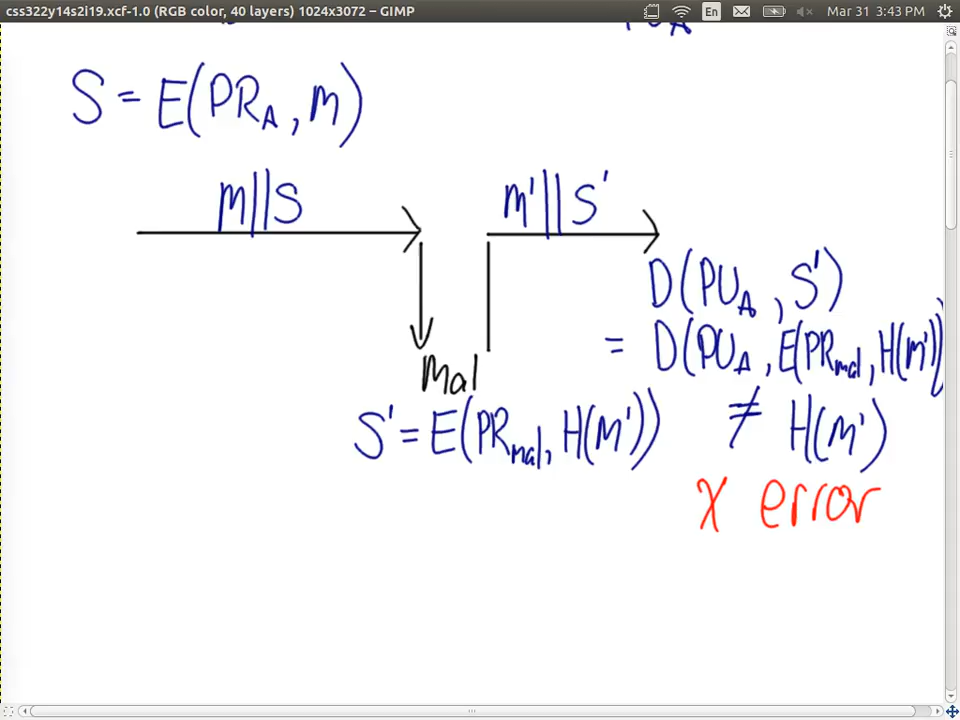 css322y14s2i19.xcf-1.0 (RGB color, 40 layers) 1024x3072 – GIMP
En
Mar 31 3:43 PM
S = E(PR_A, m)
m||S
m'||S'
D(PU_A, S')
= D(PU_A, E(PR_mal, H(m'))
Mal
S' = E(PR_mal, H(m'))
≠ H(m')
X error